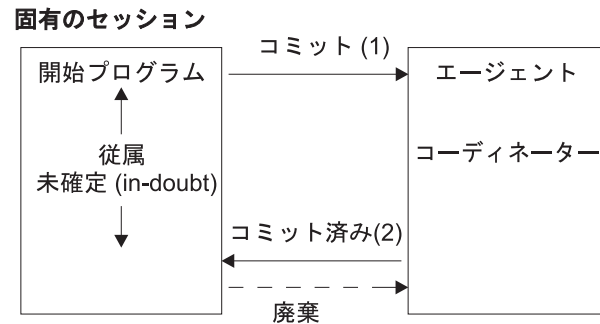 固有のセッション
開始プログラム
コミット (1)
エージェント
従属
未確定 (in-doubt)
コーディネーター
コミット済み(2)
廃棄